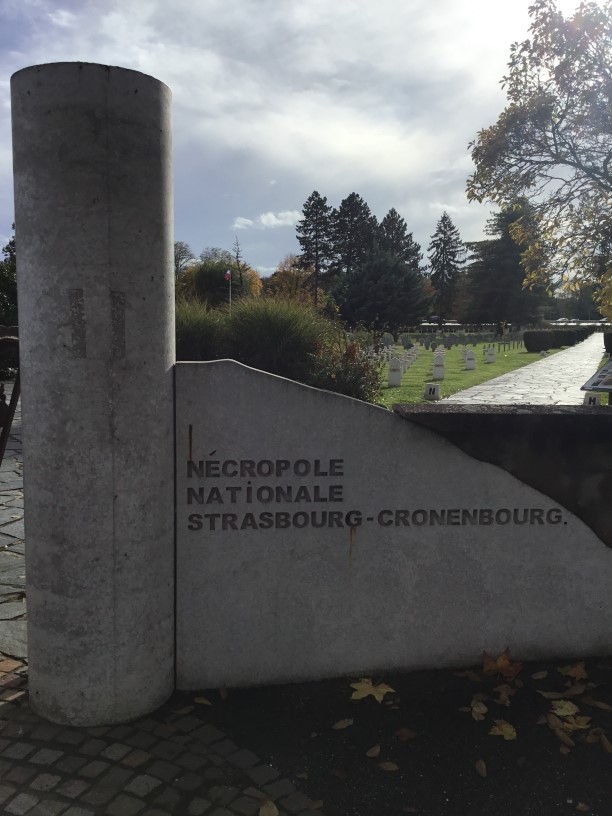 NÉCROPOLE
NATIONALE
STRASBOURG-CRONENBOURG.
N
H